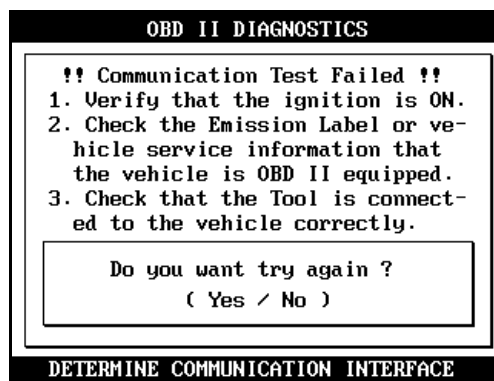 OBD II DIAGNOSTICS
!! Communication Test Failed !!
1. Verify that the ignition is ON.
2. Check the Emission Label or ve-
hicle service information that
the vehicle is OBD II equipped.
3. Check that the Tool is connect-
ed to the vehicle correctly.
Do you want try again ?
( Yes / No )
DETERMINE COMMUNICATION INTERFACE